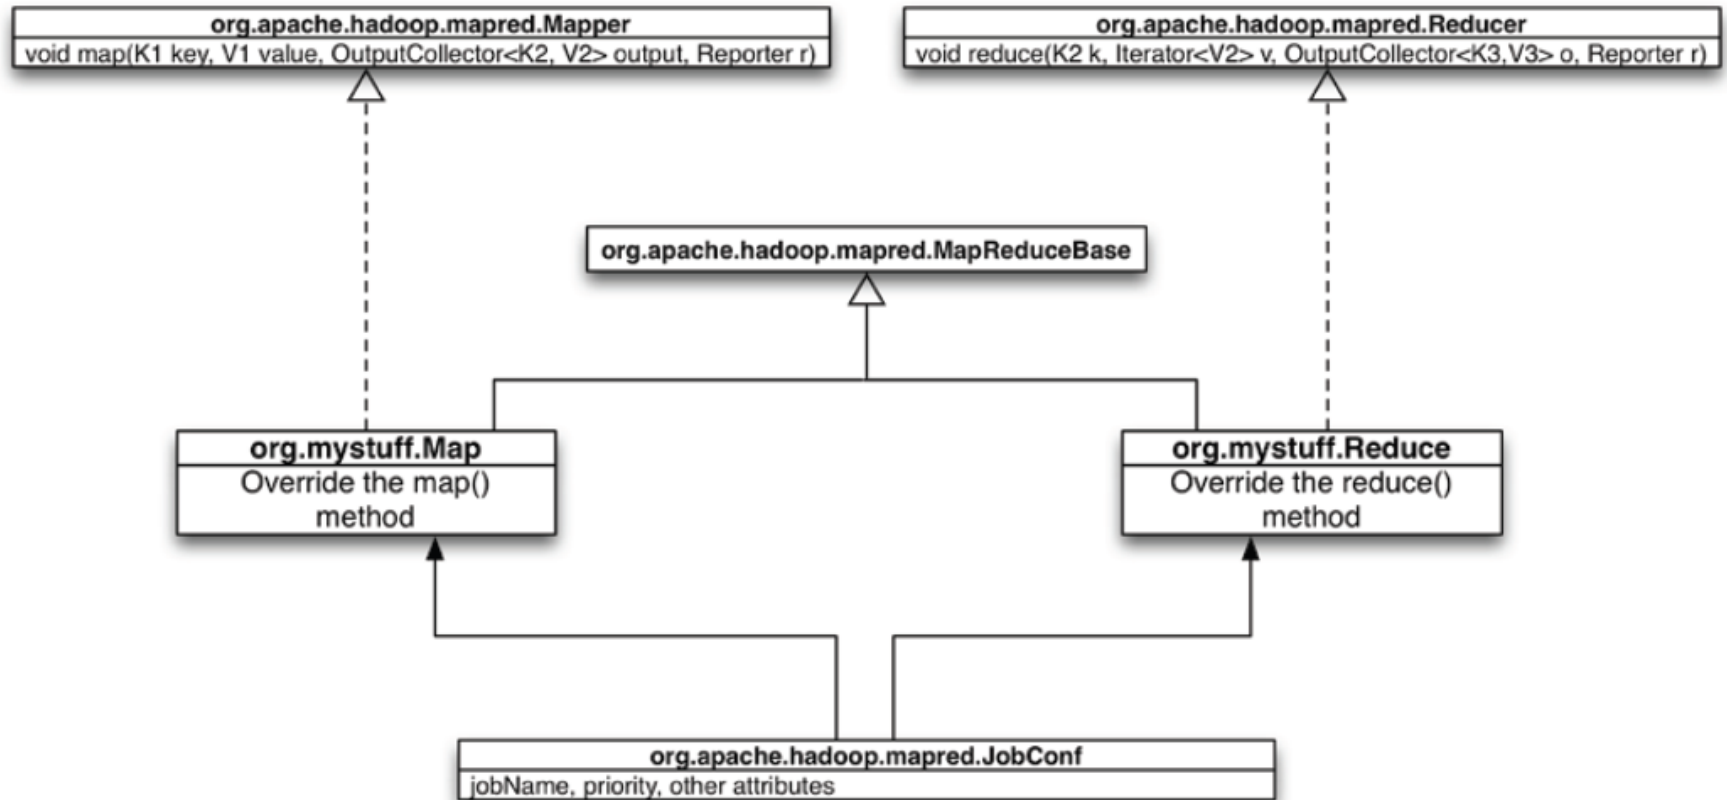 org.apache.hadoop.mapred.Mapper
void map(K1 key, V1 value, OutputCollector<K2, V2> output, Reporter r)
org.apache.hadoop.mapred.Reducer
void reduce(K2 k, Iterator<V2> v, OutputCollector<K3,V3> o, Reporter r)
org.apache.hadoop.mapred.MapReduceBase
org.mystuff.Map
Override the map()
method
org.mystuff.Reduce
Override the reduce()
method
org.apache.hadoop.mapred.JobConf
jobName, priority, other attributes